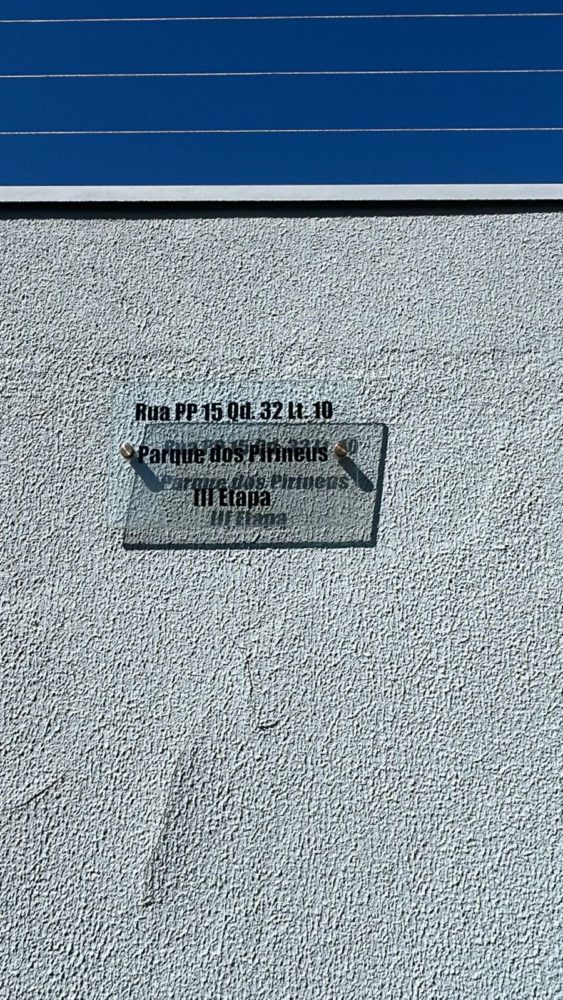 Rua PP 15 Qd. 32 Lt. 10
Parque dos Pirineus
III Etapa